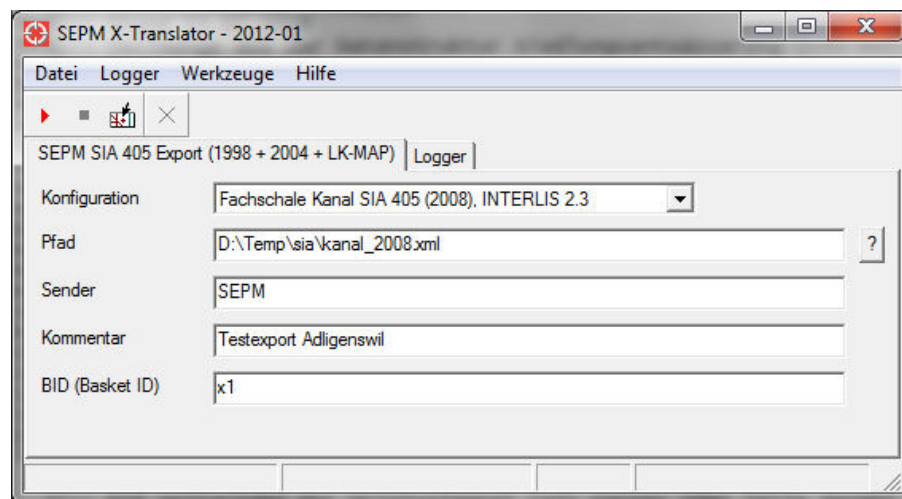 SEPM X-Translator - 2012-01
Datei Logger Werkzeuge Hilfe
SEPM SIA 405 Export (1998 + 2004 + LK-MAP) Logger
Konfiguration Fachschale Kanal SIA 405 (2008), INTERLIS 2.3
Pfad D:\Temp\sia\kanal_2008.xml ?
Sender SEPM
Kommentar Testexport Adligenswil
BID (Basket ID) x1